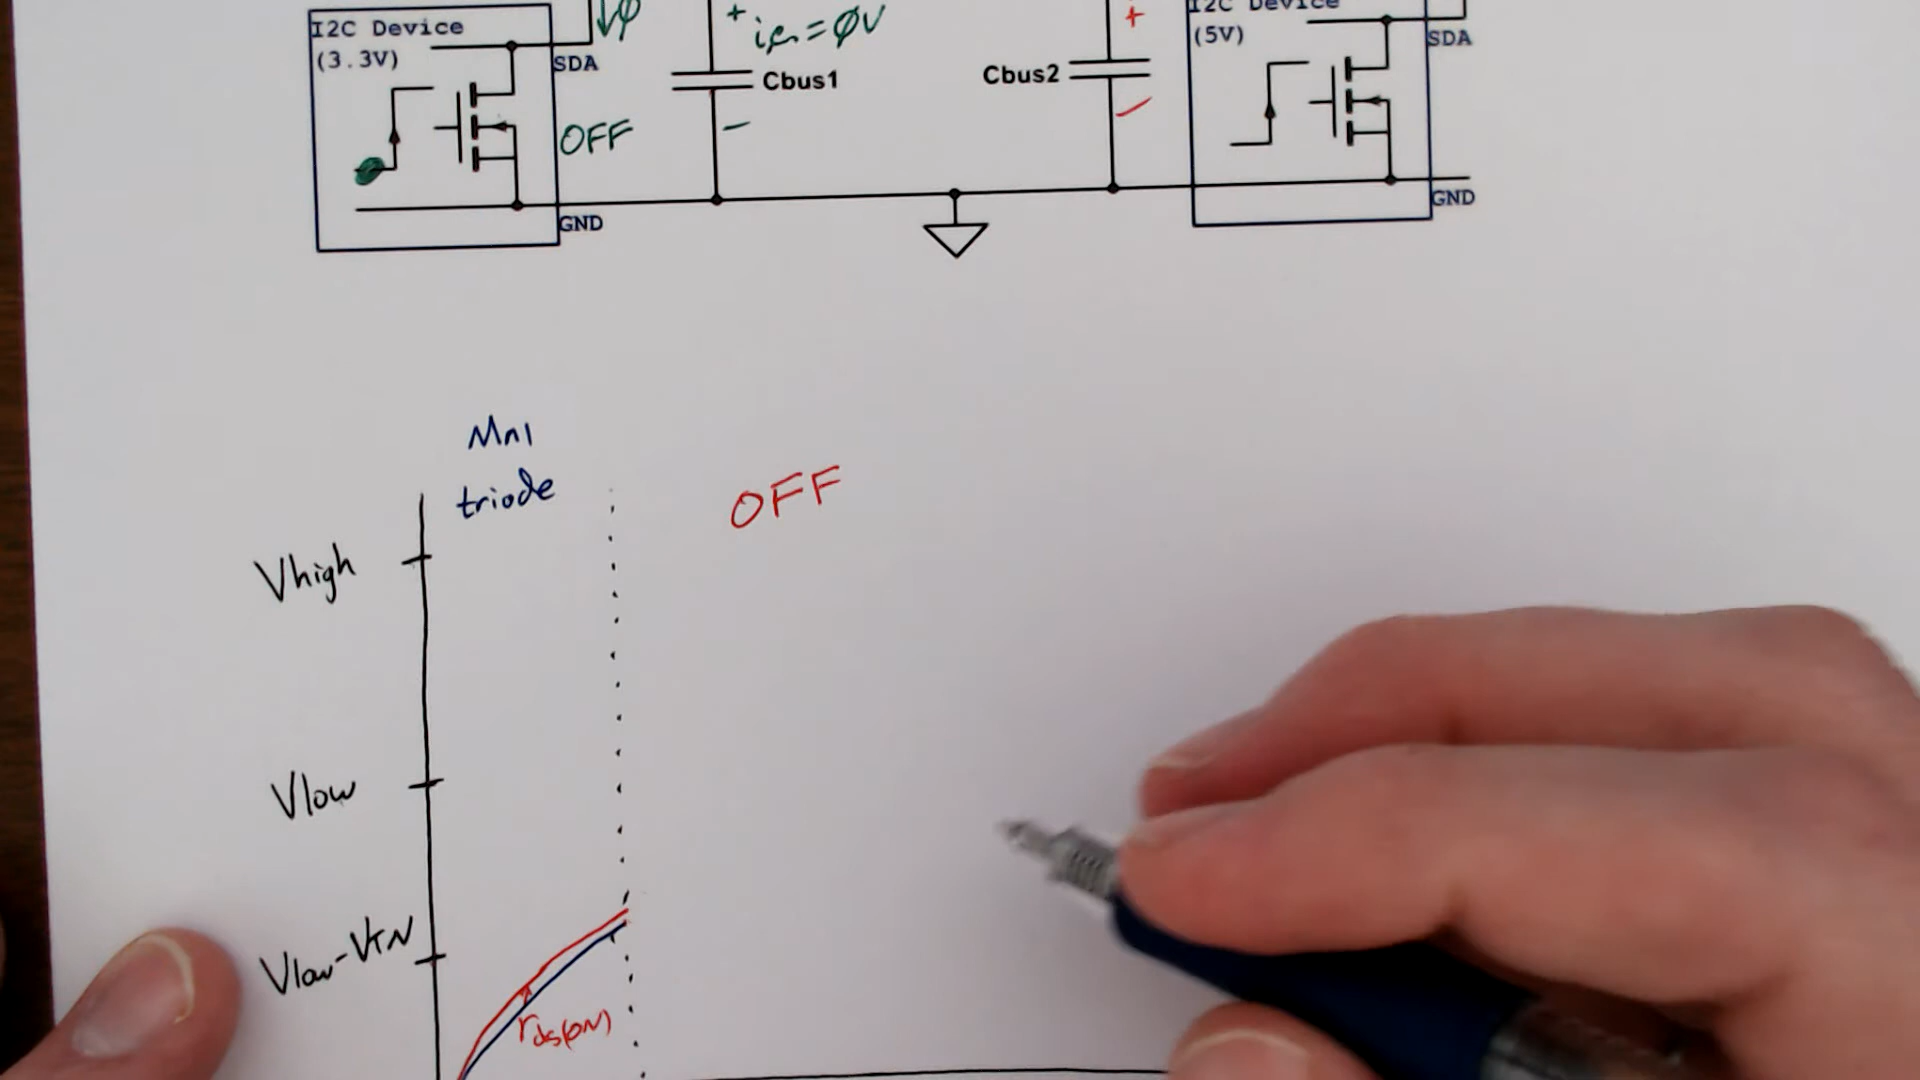 I2C Device
(3.3V)
SDA
OFF
GND
+
iR=ØV
Cbus1
−
Cbus2
+
−
I2C Device
(5V)
SDA
GND
Mn1
triode
OFF
Vhigh
Vlow
Vlow-VTN
rds(ON)